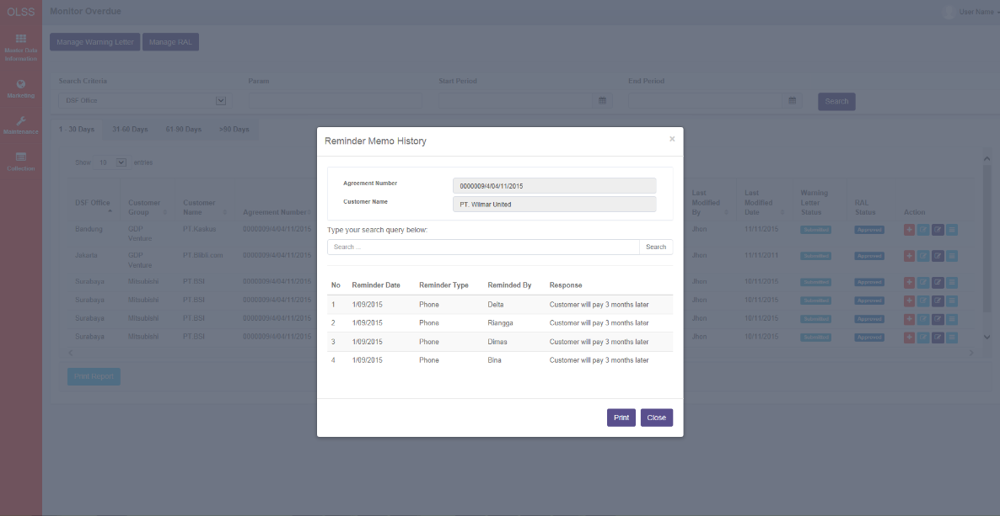 OLSS
Monitor Overdue
User Name
Master Data
Information
Marketing
Maintenance
Collection
Manage Warning Letter
Manage RAL
Search Criteria
Param
Start Period
End Period
DSF Office
Search
1 - 30 Days
31-60 Days
61-90 Days
>90 Days
Show 10 entries
DSF Office
Customer
Group
Customer
Name
Agreement Number
Last
Modified
By
Last
Modified
Date
Warning
Letter
Status
RAL
Status
Action
Bandung
GDP
Venture
PT.Kaskus
0000009/4/04/11/2015
Jhon
11/11/2015
Submitted
Approved
Jakarta
GDP
Venture
PT.Blibli.com
0000009/4/04/11/2015
Jhon
11/11/2011
Submitted
Approved
Surabaya
Mitsubishi
PT.BSI
0000009/4/04/11/2015
Jhon
10/11/2015
Submitted
Approved
Surabaya
Mitsubishi
PT.BSI
0000009/4/04/11/2015
Jhon
10/11/2015
Submitted
Approved
Surabaya
Mitsubishi
PT.BSI
0000009/4/04/11/2015
Jhon
10/11/2015
Submitted
Approved
Surabaya
Mitsubishi
PT.BSI
0000009/4/04/11/2015
Jhon
10/11/2015
Submitted
Approved
Print Report
Reminder Memo History
×
Agreement Number
0000009/4/04/11/2015
Customer Name
PT. Wilmar United
Type your search query below:
Search ...
Search
No Reminder Date Reminder Type Reminded By Response
1 1/09/2015 Phone Delta Customer will pay 3 months later
2 1/09/2015 Phone Riangga Customer will pay 3 months later
3 1/09/2015 Phone Dimas Customer will pay 3 months later
4 1/09/2015 Phone Bina Customer will pay 3 months later
Print
Close